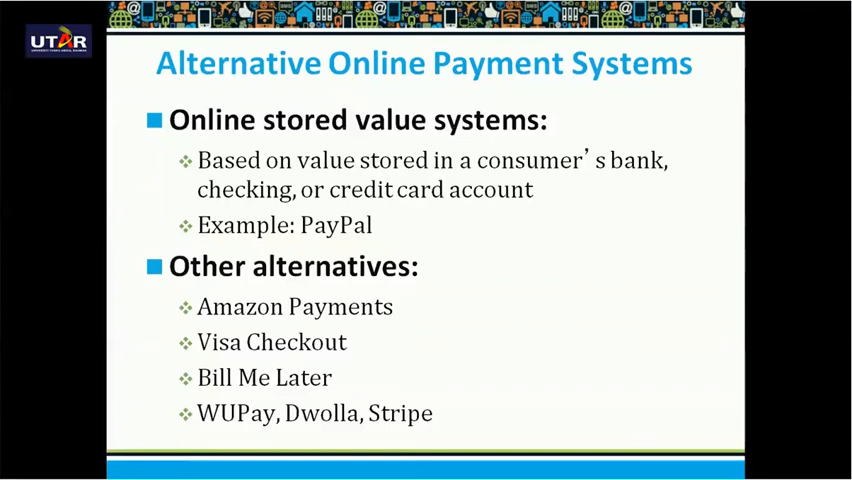 UTAR
Alternative Online Payment Systems
Online stored value systems:
Based on value stored in a consumer's bank,
checking, or credit card account
Example: PayPal
Other alternatives:
Amazon Payments
Visa Checkout
Bill Me Later
WUPay, Dwolla, Stripe